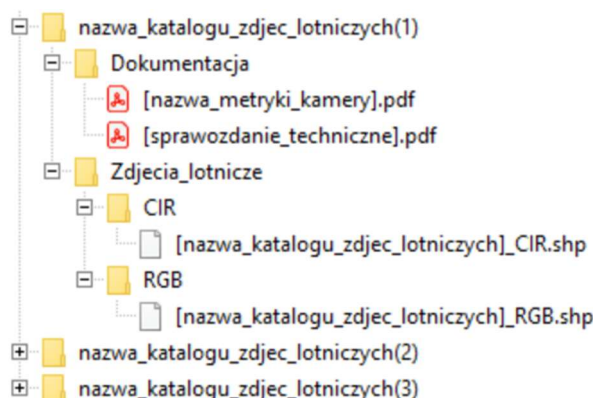 nazwa_katalogu_zdjec_lotniczych(1)
Dokumentacja
[nazwa_metryki_kamery].pdf
[sprawozdanie_techniczne].pdf
Zdjecia_lotnicze
CIR
[nazwa_katalogu_zdjec_lotniczych]_CIR.shp
RGB
[nazwa_katalogu_zdjec_lotniczych]_RGB.shp
nazwa_katalogu_zdjec_lotniczych(2)
nazwa_katalogu_zdjec_lotniczych(3)